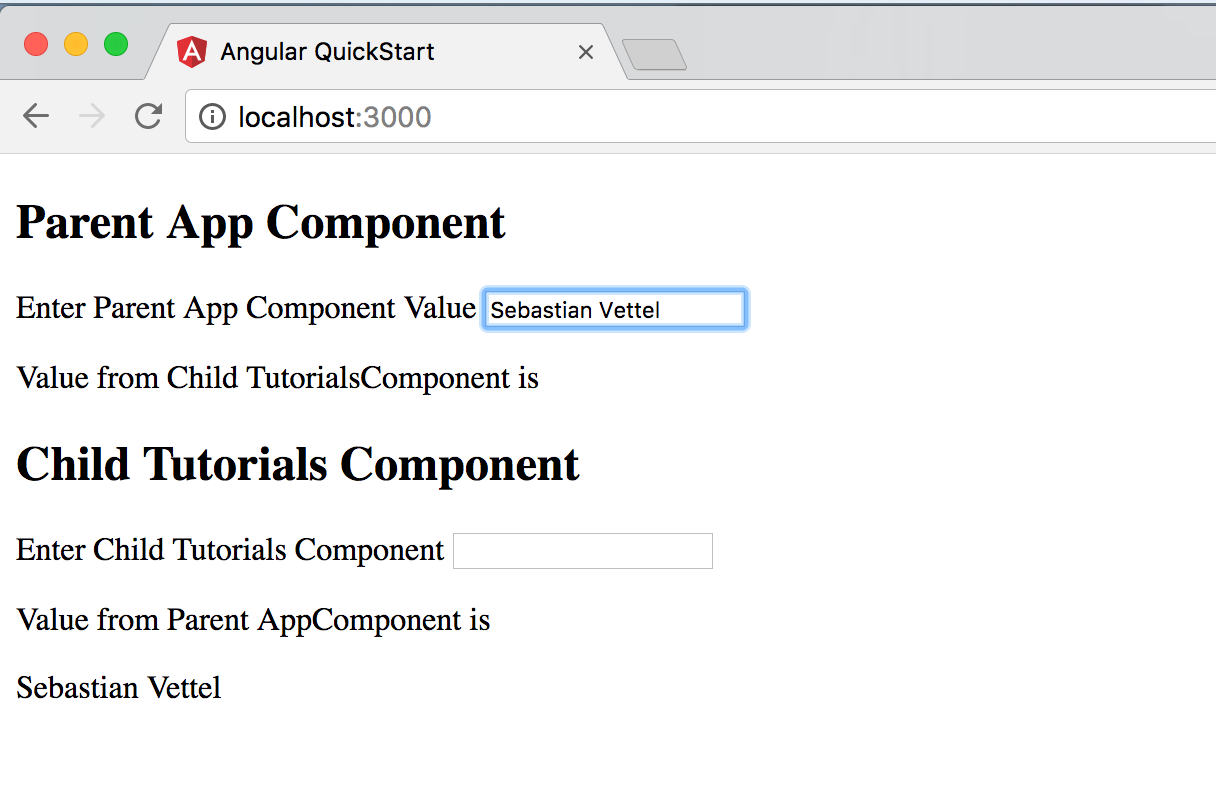 Angular QuickStart
localhost:3000
Parent App Component
Enter Parent App Component Value Sebastian Vettel
Value from Child TutorialsComponent is
Child Tutorials Component
Enter Child Tutorials Component
Value from Parent AppComponent is
Sebastian Vettel